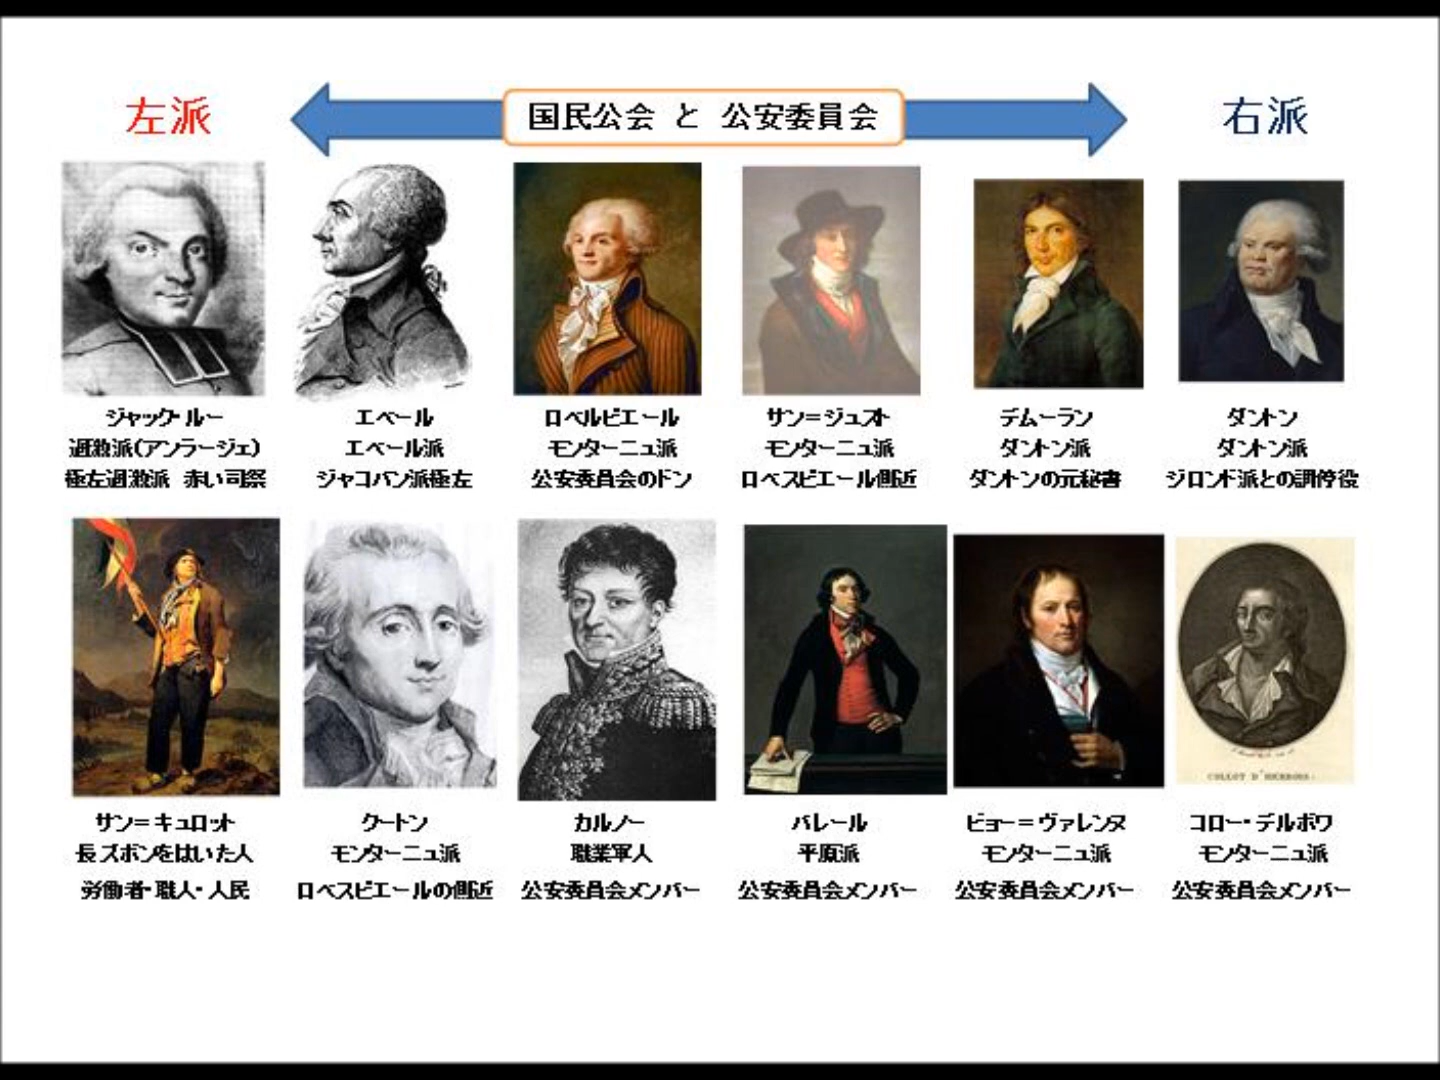 左派
国民公会 と 公安委員会
右派
ジャック・ルー
過激派(アンラージェ)
極左過激派 赤い司祭
エベール
エベール派
ジャコバン派極左
ロベルピエール
モンターニュ派
公安委員会のドン
サン=ジュスト
モンターニュ派
ロベスピエール側近
デムーラン
ダントン派
ダントンの元秘書
ダントン
ダントン派
ジロンド派との調停役
サン=キュロット
長ズボンをはいた人
労働者・職人・人民
クートン
モンターニュ派
ロベスピエールの側近
カルノー
職業軍人
公安委員会メンバー
バレール
平原派
公安委員会メンバー
ビョー=ヴァレンヌ
モンターニュ派
公安委員会メンバー
COLLOT D'HERBOIS.
コロー・デルボワ
モンターニュ派
公安委員会メンバー